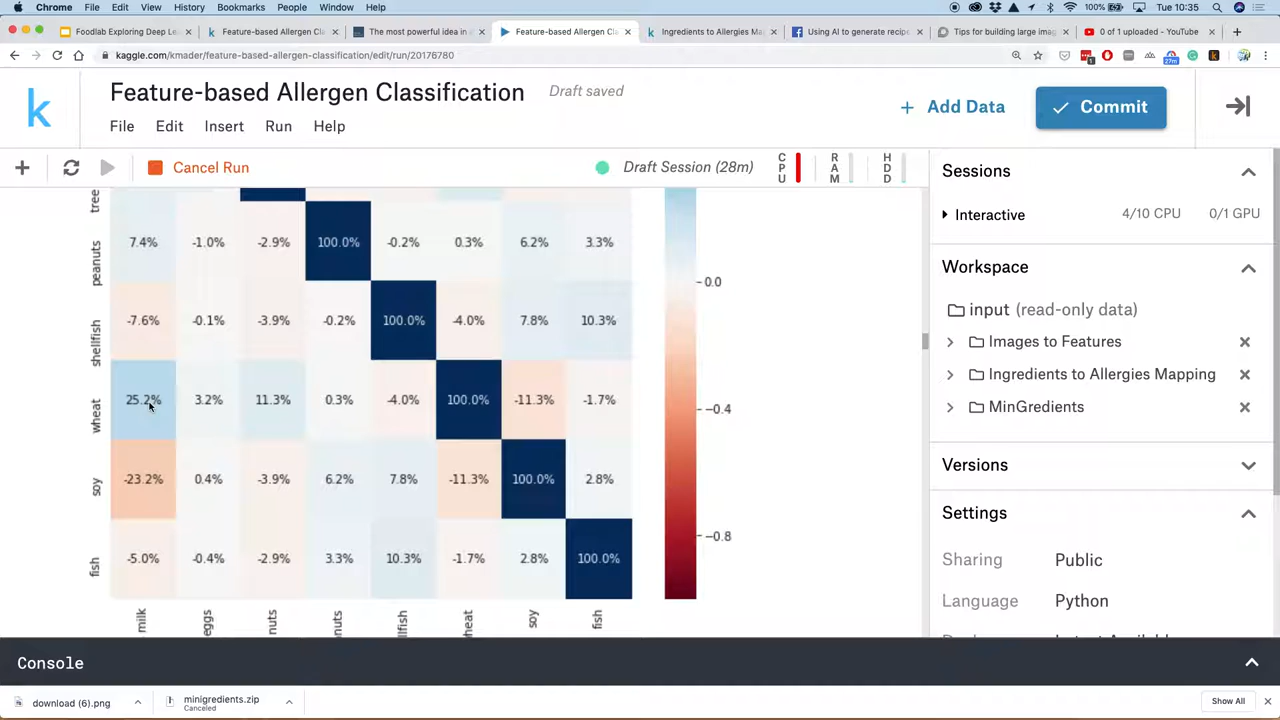 Chrome File Edit View History Bookmarks People Window Help 100% Tue 10:35
Foodlab Exploring Deep Lea Feature-based Allergen Cl The most powerful idea in d Feature-based Allergen Cla Ingredients to Allergies Map Using AI to generate recipe Tips for building large imag 0 of 1 uploaded - YouTube
kaggle.com/kmader/feature-based-allergen-classification/edit/run/20176780
k
Feature-based Allergen Classification Draft saved
+ Add Data
Commit
File Edit Insert Run Help
Cancel Run
Draft Session (28m)
CPU
RAM
HDD
tree
peanuts 7.4% -1.0% -2.9% 100.0% -0.2% 0.3% 6.2% 3.3%
shellfish -7.6% -0.1% -3.9% -0.2% 100.0% -4.0% 7.8% 10.3%
wheat 25.2% 3.2% 11.3% 0.3% -4.0% 100.0% -11.3% -1.7%
soy -23.2% 0.4% -3.9% 6.2% 7.8% -11.3% 100.0% 2.8%
fish -5.0% -0.4% -2.9% 3.3% 10.3% -1.7% 2.8% 100.0%
milk eggs nuts nuts llfish heat soy fish
0.0
-0.4
-0.8
Sessions
Interactive 4/10 CPU 0/1 GPU
Workspace
input (read-only data)
Images to Features
Ingredients to Allergies Mapping
MinGredients
Versions
Settings
Sharing Public
Language Python
Console
download (6).png
minigredients.zip
Canceled
Show All